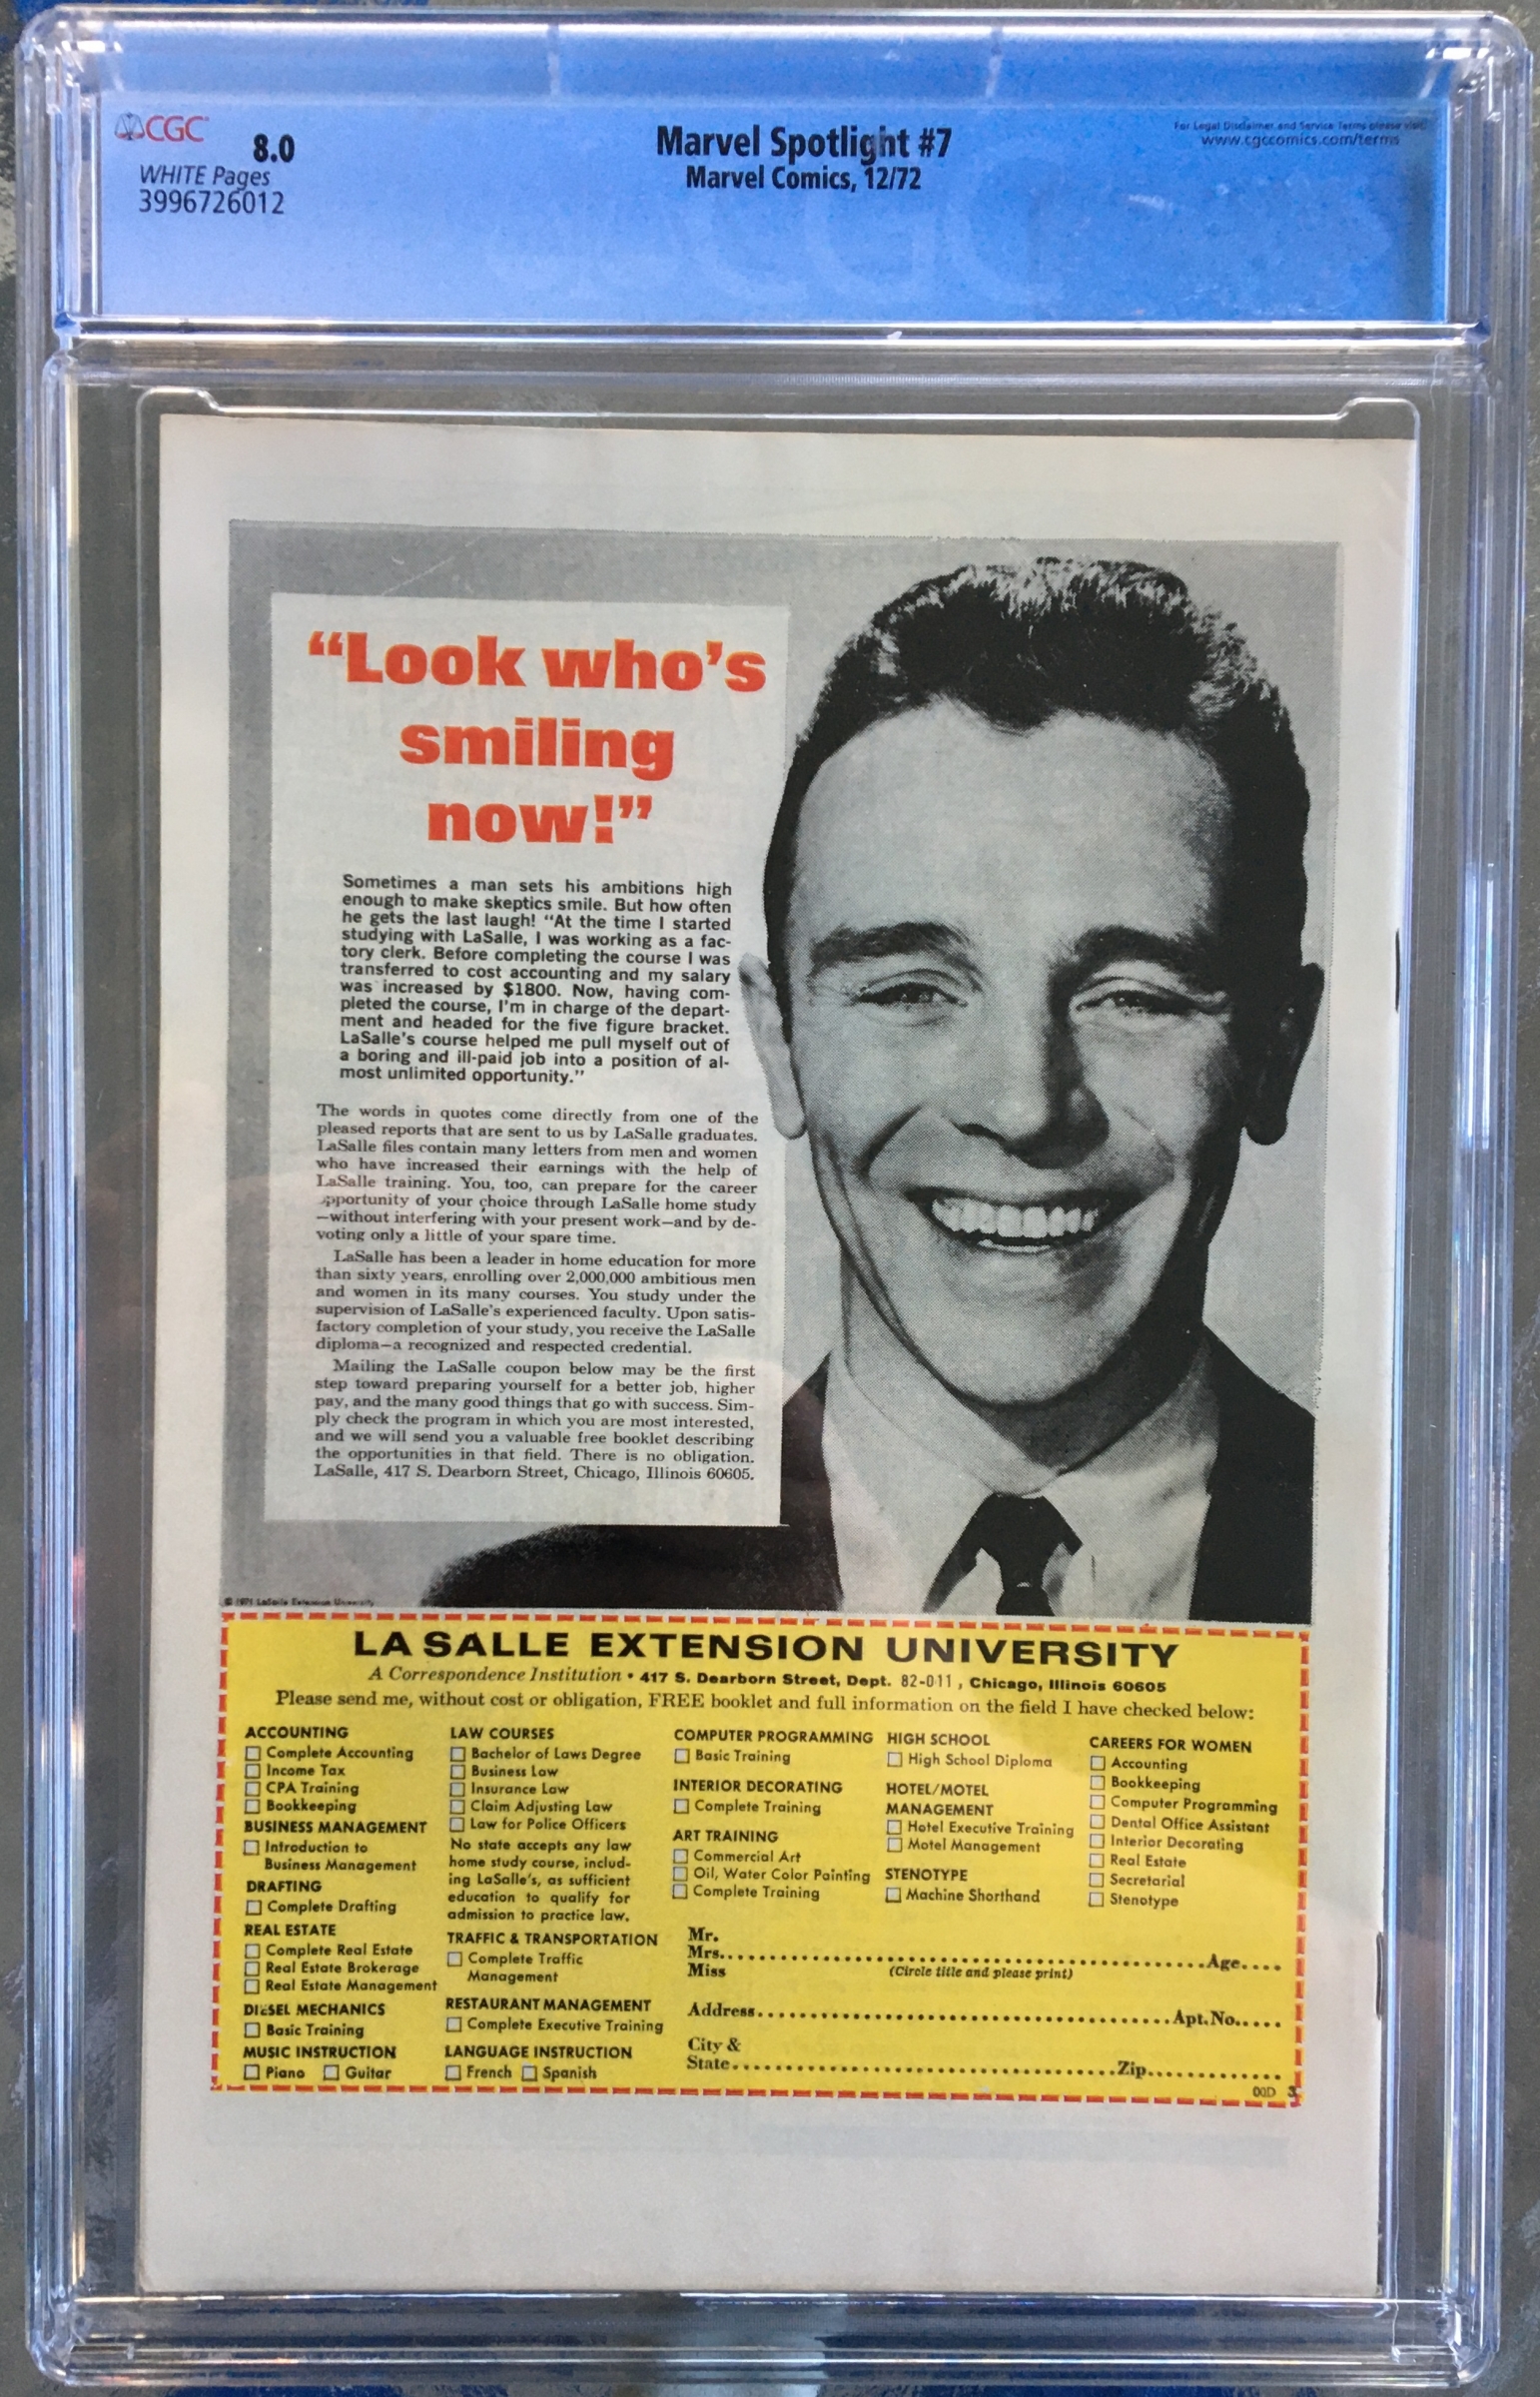 CGC
8.0
WHITE Pages
3996726012
Marvel Spotlight #7
Marvel Comics, 12/72
For Legal Disclaimer and Service Terms please visit:
www.cgccomics.com/terms
“Look who’s
smiling
now!”
Sometimes a man sets his ambitions high
enough to make skeptics smile. But how often
he gets the last laugh! “At the time I started
studying with LaSalle, I was working as a fac-
tory clerk. Before completing the course I was
transferred to cost accounting and my salary
was increased by $1800. Now, having com-
pleted the course, I'm in charge of the depart-
ment and headed for the five figure bracket.
LaSalle's course helped me pull myself out of
a boring and ill-paid job into a position of al-
most unlimited opportunity.”
The words in quotes come directly from one of the
pleased reports that are sent to us by LaSalle graduates.
LaSalle files contain many letters from men and women
who have increased their earnings with the help of
LaSalle training. You, too, can prepare for the career
opportunity of your choice through LaSalle home study
—without interfering with your present work—and by de-
voting only a little of your spare time.
LaSalle has been a leader in home education for more
than sixty years, enrolling over 2,000,000 ambitious men
and women in its many courses. You study under the
supervision of LaSalle's experienced faculty. Upon satis-
factory completion of your study, you receive the LaSalle
diploma—a recognized and respected credential.
Mailing the LaSalle coupon below may be the first
step toward preparing yourself for a better job, higher
pay, and the many good things that go with success. Sim-
ply check the program in which you are most interested,
and we will send you a valuable free booklet describing
the opportunities in that field. There is no obligation.
LaSalle, 417 S. Dearborn Street, Chicago, Illinois 60605.
© 1971 LaSalle Extension University
LA SALLE EXTENSION UNIVERSITY
A Correspondence Institution • 417 S. Dearborn Street, Dept. 82-011, Chicago, Illinois 60605
Please send me, without cost or obligation, FREE booklet and full information on the field I have checked below:
ACCOUNTING
Complete Accounting
Income Tax
CPA Training
Bookkeeping
BUSINESS MANAGEMENT
Introduction to
Business Management
DRAFTING
Complete Drafting
REAL ESTATE
Complete Real Estate
Real Estate Brokerage
Real Estate Management
DIESEL MECHANICS
Basic Training
MUSIC INSTRUCTION
Piano Guitar
LAW COURSES
Bachelor of Laws Degree
Business Law
Insurance Law
Claim Adjusting Law
Law for Police Officers
No state accepts any law
home study course, includ-
ing LaSalle's, as sufficient
education to qualify for
admission to practice law.
TRAFFIC & TRANSPORTATION
Complete Traffic
Management
RESTAURANT MANAGEMENT
Complete Executive Training
LANGUAGE INSTRUCTION
French Spanish
COMPUTER PROGRAMMING
Basic Training
INTERIOR DECORATING
Complete Training
ART TRAINING
Commercial Art
Oil, Water Color Painting
Complete Training
HIGH SCHOOL
High School Diploma
HOTEL/MOTEL
MANAGEMENT
Hotel Executive Training
Motel Management
STENOTYPE
Machine Shorthand
CAREERS FOR WOMEN
Accounting
Bookkeeping
Computer Programming
Dental Office Assistant
Interior Decorating
Real Estate
Secretarial
Stenotype
Mr.
Mrs. Age
Miss (Circle title and please print)
Address Apt. No.
City &
State Zip
00D 3